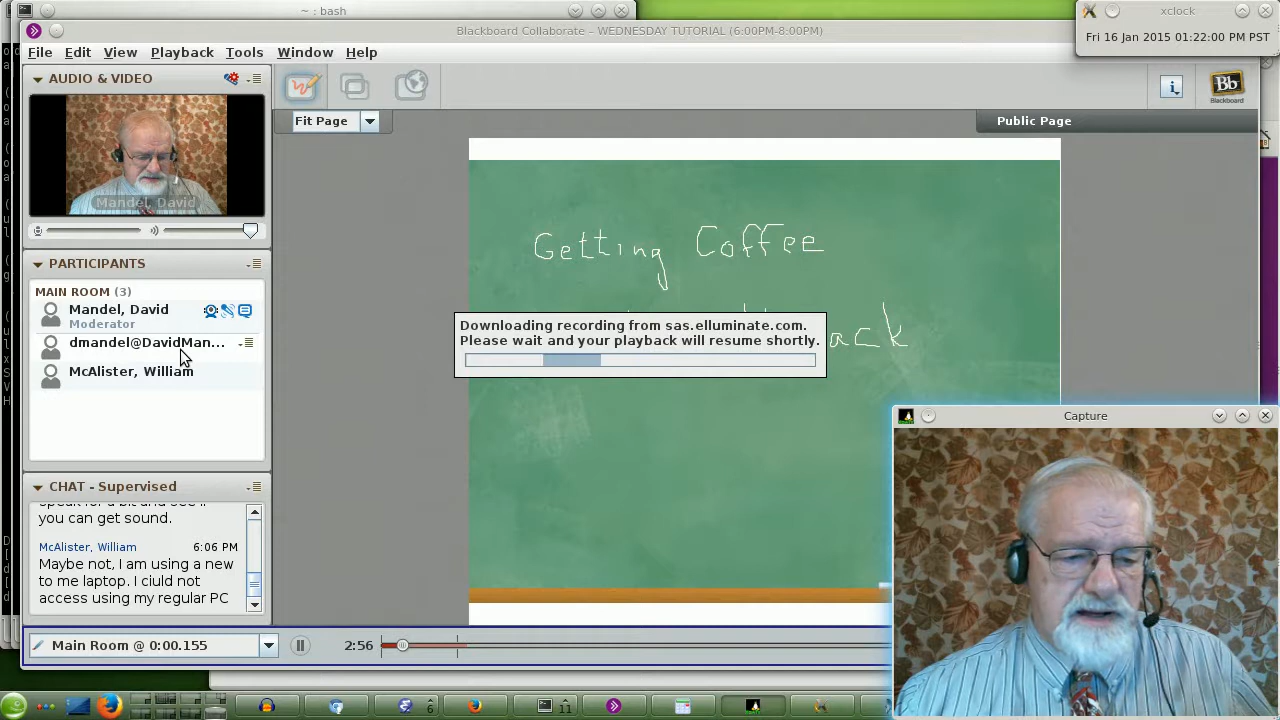 ~ : bash
xclock
Fri 16 Jan 2015 01:22:00 PM PST
Blackboard Collaborate – WEDNESDAY TUTORIAL (6:00PM-8:00PM)
File Edit View Playback Tools Window Help
AUDIO & VIDEO
Mandel, David
PARTICIPANTS
MAIN ROOM (3)
Mandel, David
Moderator
dmandel@DavidMan...
McAlister, William
CHAT - Supervised
you can get sound.
McAlister, William 6:06 PM
Maybe not, I am using a new
to me laptop. I ciuld not
access using my regular PC
Main Room @ 0:00.155
2:56
Fit Page
Public Page
i
Bb
Blackboard
Getting Coffee
ack
Downloading recording from sas.elluminate.com.
Please wait and your playback will resume shortly.
Capture
6
11